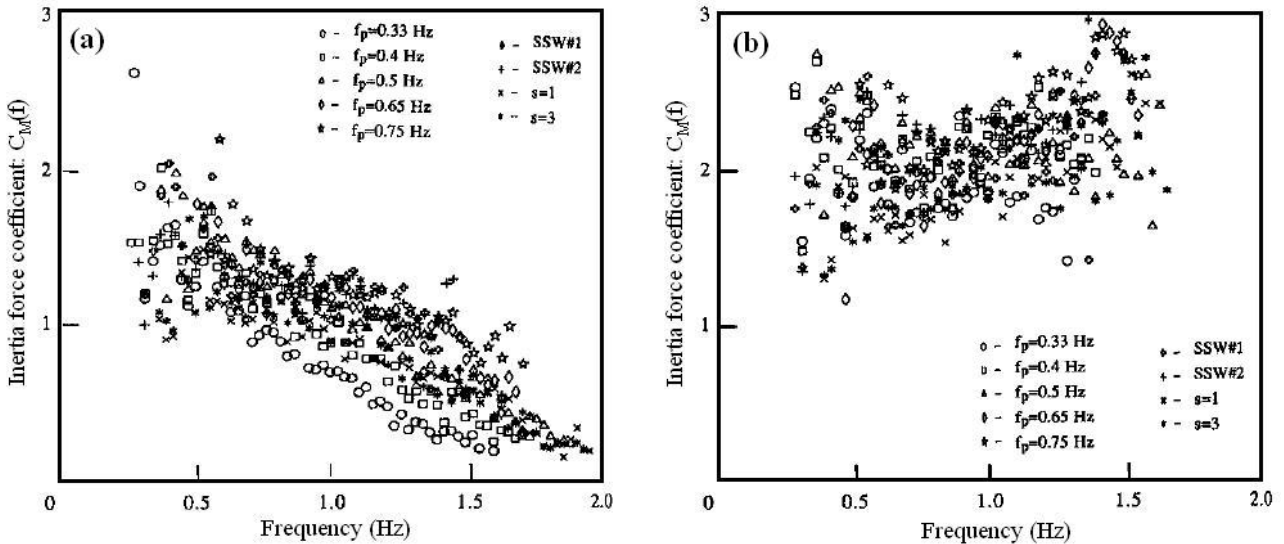 3
(a)
f_p=0.33 Hz
f_p=0.4 Hz
f_p=0.5 Hz
f_p=0.65 Hz
f_p=0.75 Hz
SSW#1
SSW#2
s=1
s=3
2
1
0
0.5
1.0
1.5
2.0
Frequency (Hz)
Inertia force coefficient: C_M(f)
3
(b)
2
1
f_p=0.33 Hz
f_p=0.4 Hz
f_p=0.5 Hz
f_p=0.65 Hz
f_p=0.75 Hz
SSW#1
SSW#2
s=1
s=3
0
0.5
1.0
1.5
2.0
Frequency (Hz)
Inertia force coefficient: C_M(f)